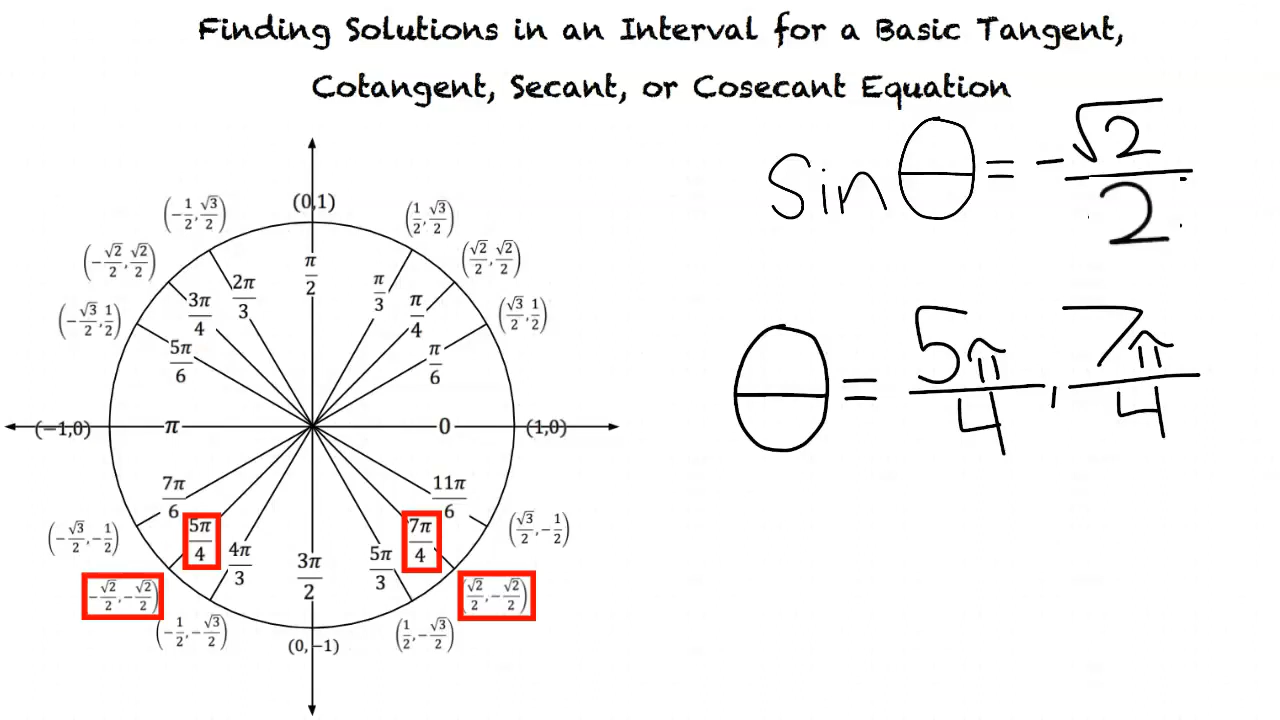 Finding Solutions in an Interval for a Basic Tangent,
Cotangent, Secant, or Cosecant Equation
sin θ = -√2/2
θ = 5π/4, 7π/4
(0,1)
(-1/2, √3/2)
(1/2, √3/2)
(-√2/2, √2/2)
(√2/2, √2/2)
(-√3/2, 1/2)
(√3/2, 1/2)
π/2
2π/3
π/3
3π/4
π/4
5π/6
π/6
(-1,0) π 0 (1,0)
7π/6
11π/6
5π/4
7π/4
4π/3
5π/3
3π/2
(-√3/2, -1/2)
(√3/2, -1/2)
-√2/2, -√2/2)
(√2/2, -√2/2)
(-1/2, -√3/2)
(1/2, -√3/2)
(0, -1)